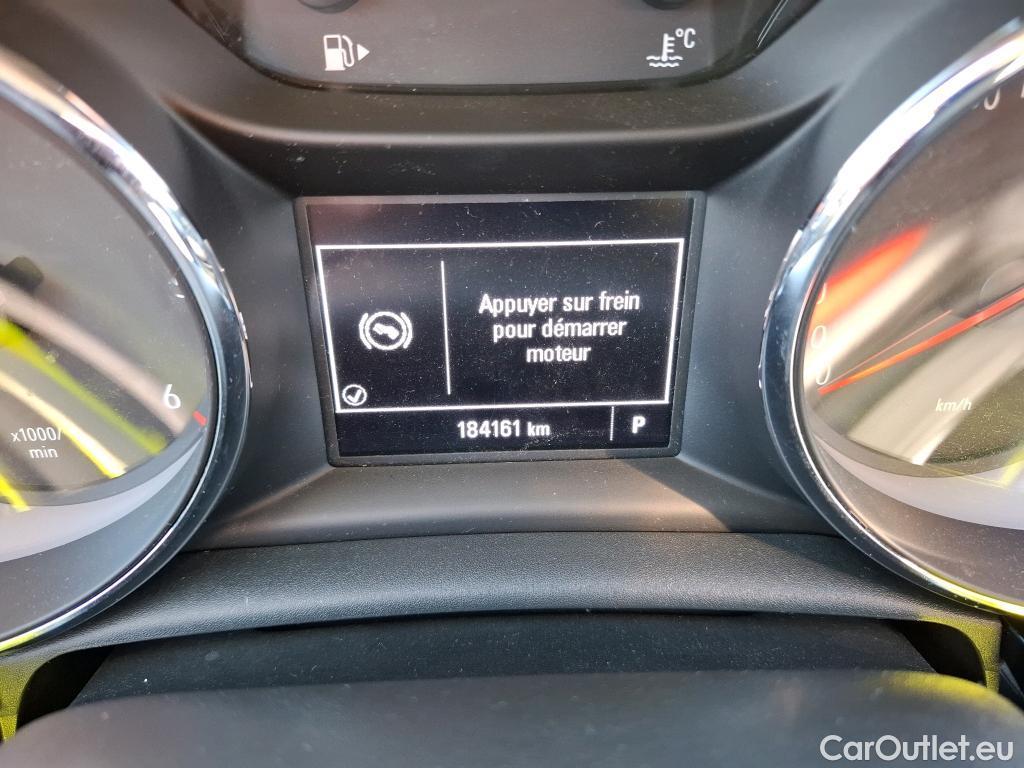 °C
Appuyer sur frein
pour démarrer
moteur
184161 km
P
6
x1000/
min
km/h
CarOutlet.eu